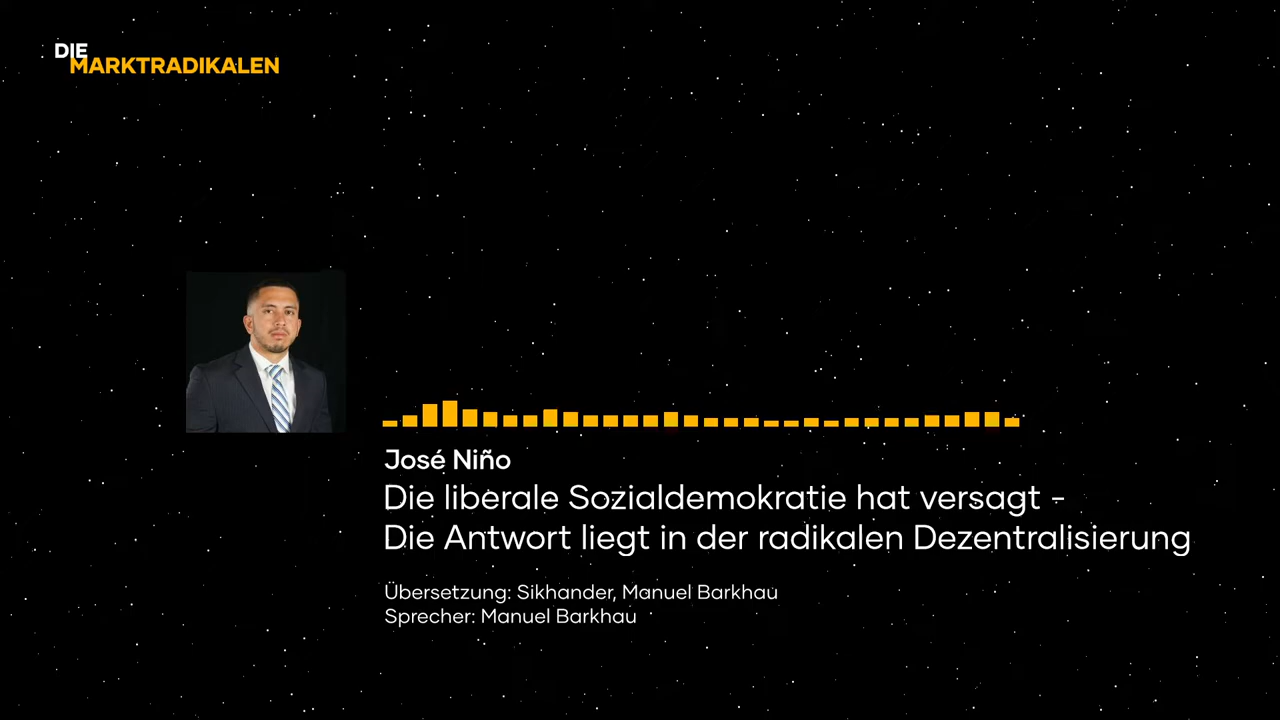 DIE
MARKTRADIKALEN
José Niño
Die liberale Sozialdemokratie hat versagt -
Die Antwort liegt in der radikalen Dezentralisierung
Übersetzung: Sikhander, Manuel Barkhau
Sprecher: Manuel Barkhau